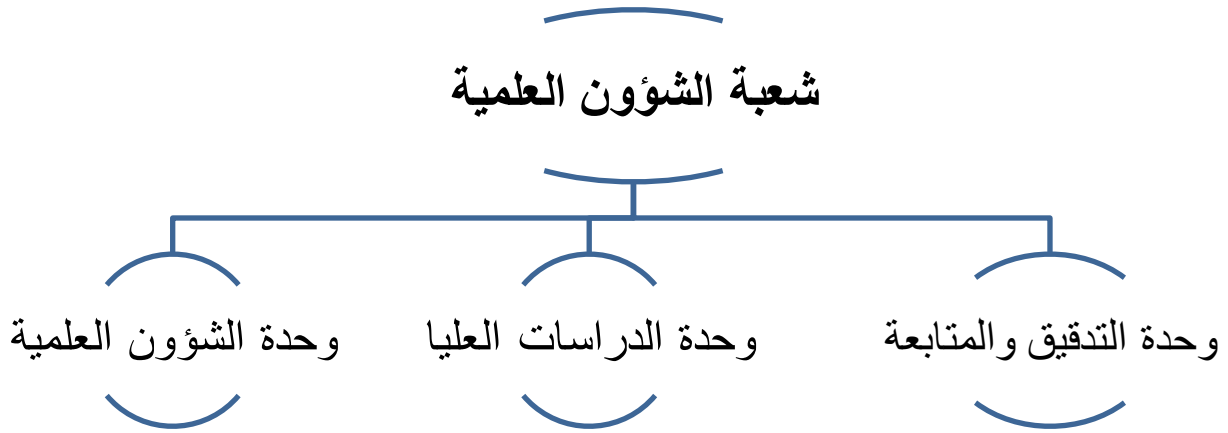 شعبة الشؤون العلمية
وحدة التدقيق والمتابعة
وحدة الدراسات العليا
وحدة الشؤون العلمية